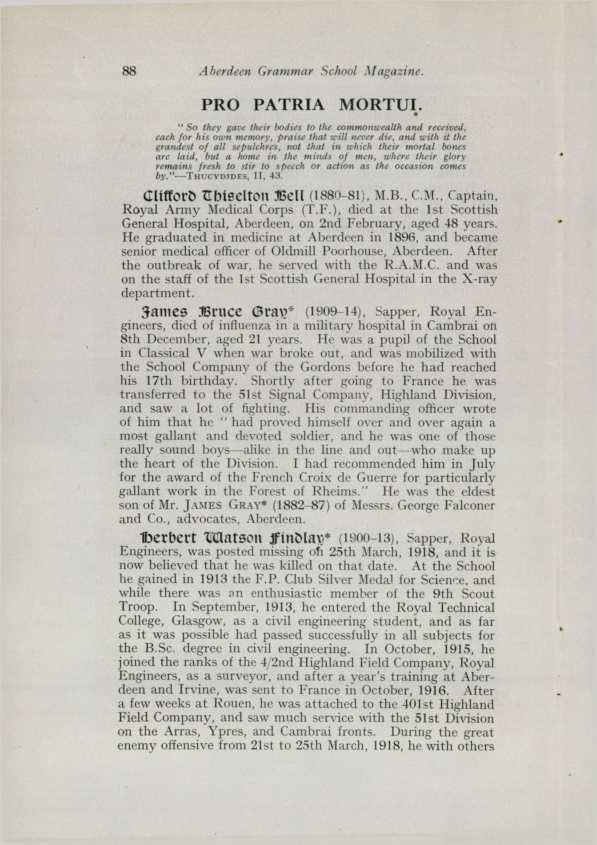 88 Aberdeen Grammar School Magazine.
PRO PATRIA MORTUI.
" So they gave their bodies to the commonwealth and received,
each for his own memory, praise that will never die, and with it the
grandest of all sepulchres, not that in which their mortal bones
are laid, but a home in the minds of men, where their glory
remains fresh to stir to speech or action as the occasion comes
by."—THUCYDIDES, II, 43.
Clifford Thiselton Bell (1880–81), M.B., C.M., Captain,
Royal Army Medical Corps (T.F.), died at the 1st Scottish
General Hospital, Aberdeen, on 2nd February, aged 48 years.
He graduated in medicine at Aberdeen in 1896, and became
senior medical officer of Oldmill Poorhouse, Aberdeen. After
the outbreak of war, he served with the R.A.M.C. and was
on the staff of the 1st Scottish General Hospital in the X-ray
department.
James Bruce Gray* (1909–14), Sapper, Royal En-
gineers, died of influenza in a military hospital in Cambrai on
8th December, aged 21 years. He was a pupil of the School
in Classical V when war broke out, and was mobilized with
the School Company of the Gordons before he had reached
his 17th birthday. Shortly after going to France he was
transferred to the 51st Signal Company, Highland Division,
and saw a lot of fighting. His commanding officer wrote
of him that he " had proved himself over and over again a
most gallant and devoted soldier, and he was one of those
really sound boys—alike in the line and out—who make up
the heart of the Division. I had recommended him in July
for the award of the French Croix de Guerre for particularly
gallant work in the Forest of Rheims." He was the eldest
son of Mr. JAMES GRAY* (1882–87) of Messrs. George Falconer
and Co., advocates, Aberdeen.
Herbert Watson Findlay* (1900–13), Sapper, Royal
Engineers, was posted missing on 25th March, 1918, and it is
now believed that he was killed on that date. At the School
he gained in 1913 the F.P. Club Silver Medal for Science, and
while there was an enthusiastic member of the 9th Scout
Troop. In September, 1913, he entered the Royal Technical
College, Glasgow, as a civil engineering student, and as far
as it was possible had passed successfully in all subjects for
the B.Sc. degree in civil engineering. In October, 1915, he
joined the ranks of the 4/2nd Highland Field Company, Royal
Engineers, as a surveyor, and after a year's training at Aber-
deen and Irvine, was sent to France in October, 1916. After
a few weeks at Rouen, he was attached to the 401st Highland
Field Company, and saw much service with the 51st Division
on the Arras, Ypres, and Cambrai fronts. During the great
enemy offensive from 21st to 25th March, 1918, he with others